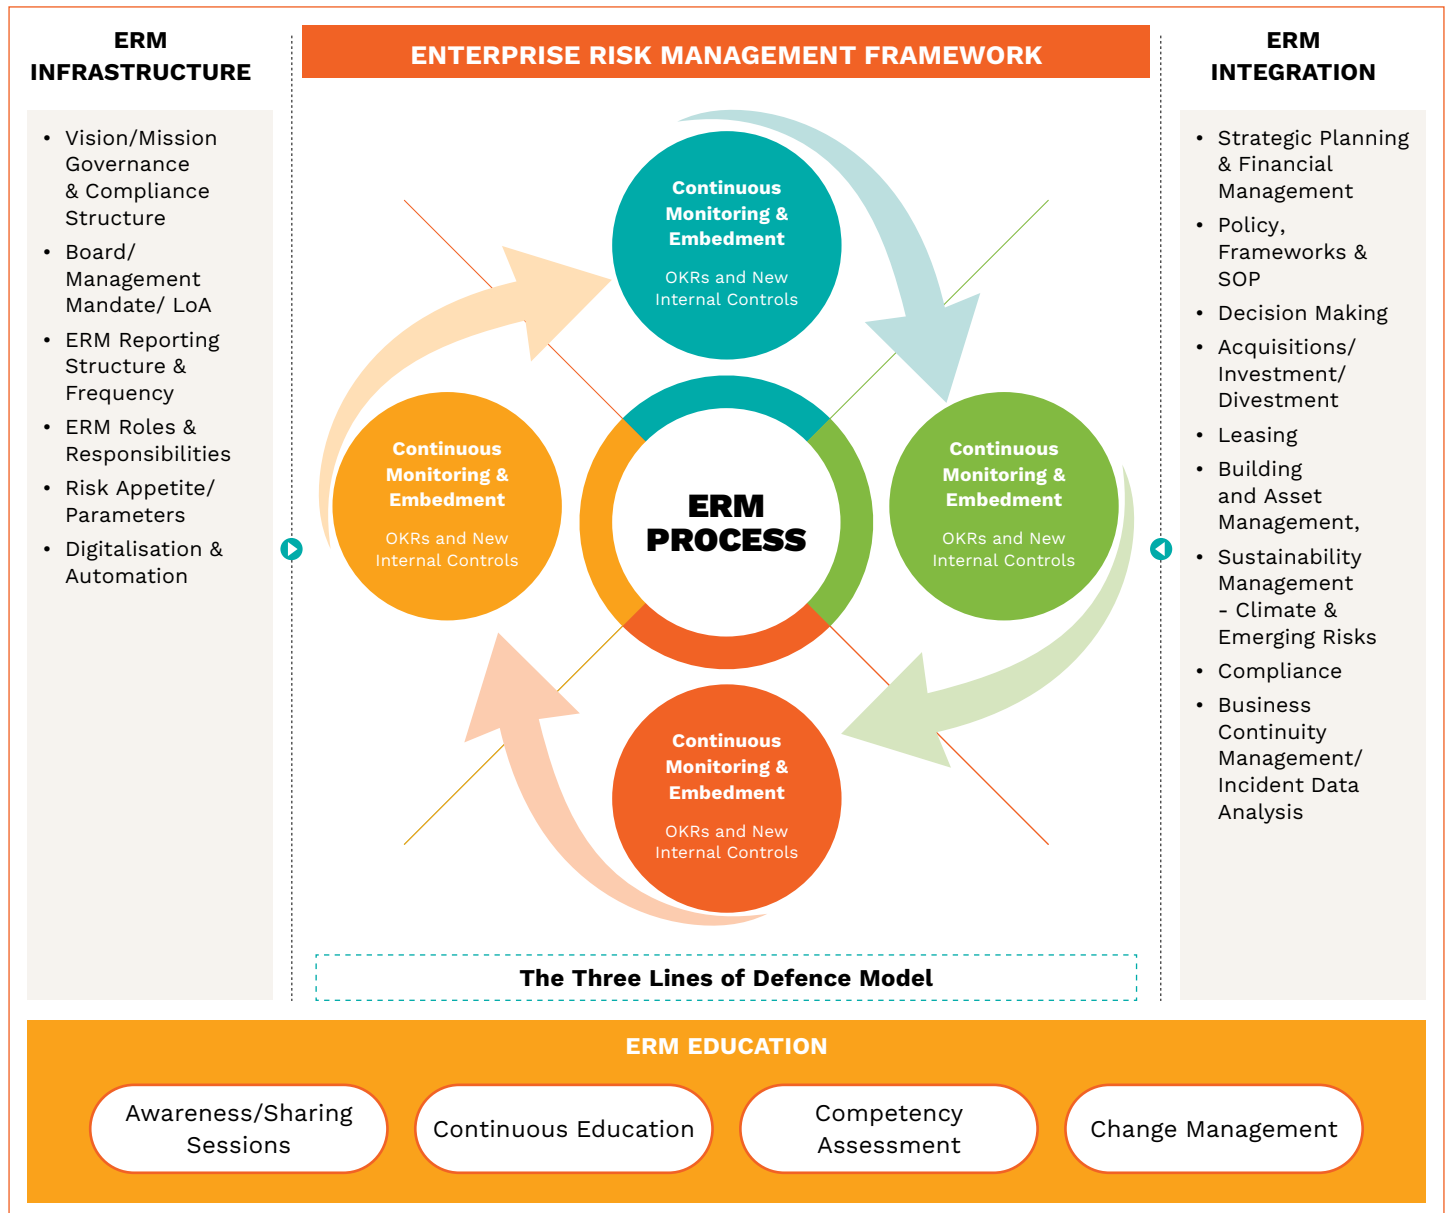 ERM
INFRASTRUCTURE
• Vision/Mission
Governance
& Compliance
Structure
• Board/
Management
Mandate/ LoA
• ERM Reporting
Structure &
Frequency
• ERM Roles &
Responsibilities
• Risk Appetite/
Parameters
• Digitalisation &
Automation
ENTERPRISE RISK MANAGEMENT FRAMEWORK
Continuous
Monitoring &
Embedment
OKRs and New
Internal Controls
Continuous
Monitoring &
Embedment
OKRs and New
Internal Controls
ERM
PROCESS
Continuous
Monitoring &
Embedment
OKRs and New
Internal Controls
Continuous
Monitoring &
Embedment
OKRs and New
Internal Controls
The Three Lines of Defence Model
ERM
INTEGRATION
• Strategic Planning
& Financial
Management
• Policy,
Frameworks &
SOP
• Decision Making
• Acquisitions/
Investment/
Divestment
• Leasing
• Building
and Asset
Management,
• Sustainability
Management
- Climate &
Emerging Risks
• Compliance
• Business
Continuity
Management/
Incident Data
Analysis
ERM EDUCATION
Awareness/Sharing
Sessions
Continuous Education
Competency
Assessment
Change Management